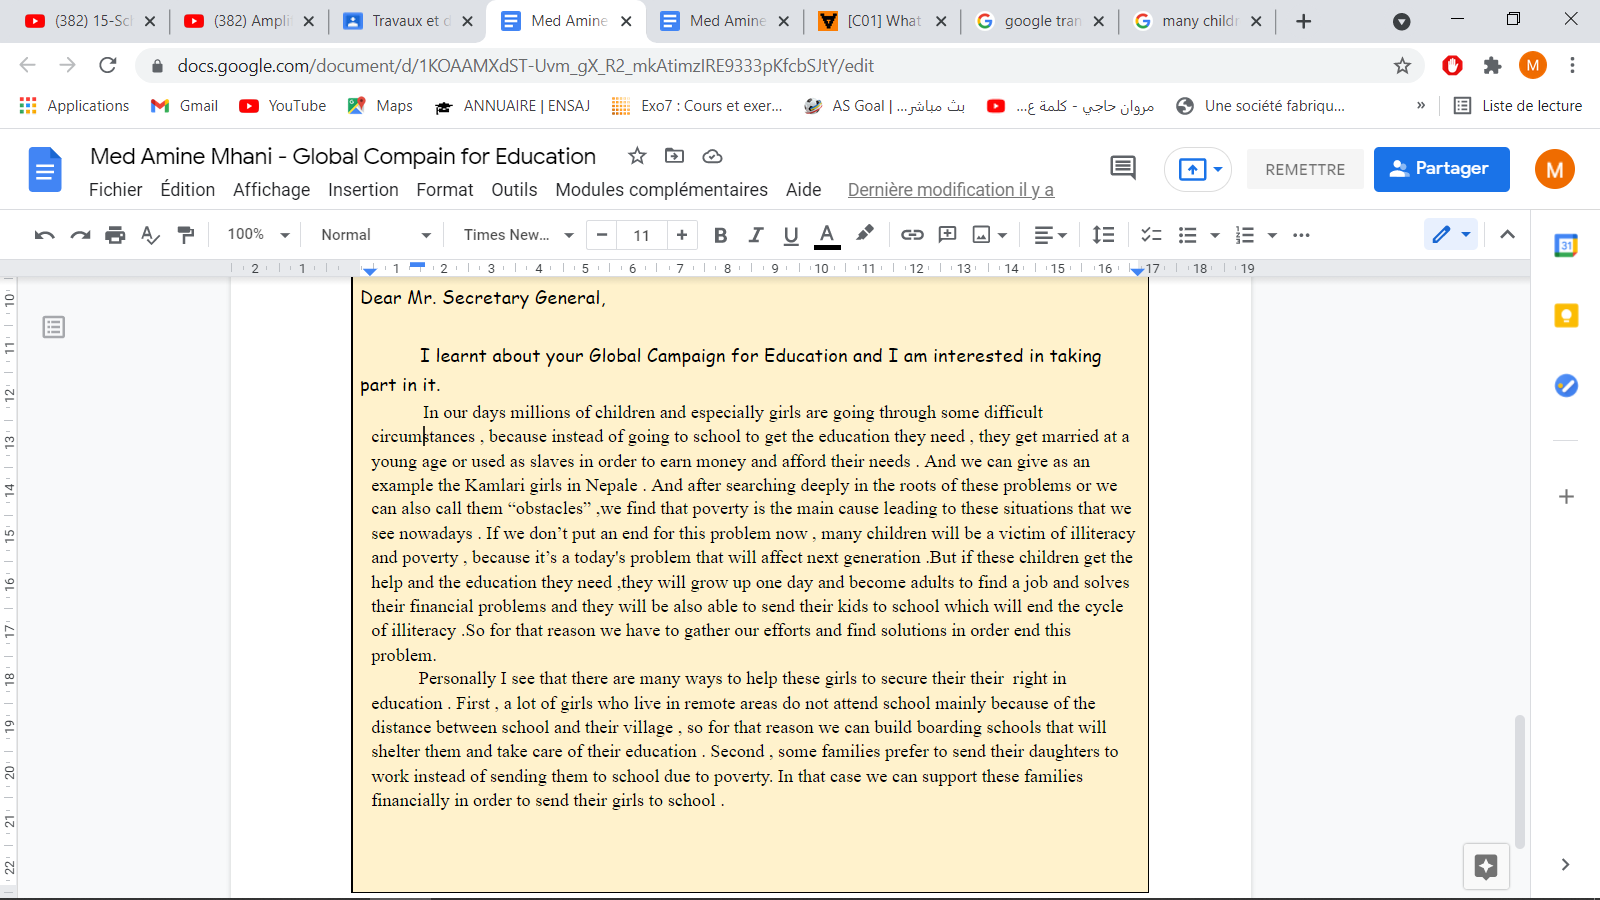 (382) 15-Sch
(382) Ampli
Travaux et d
Med Amine
Med Amine
[C01] What
google tran
many childr
docs.google.com/document/d/1KOAAMXdST-Uvm_gX_R2_mkAtimzIRE9333pKfcbSJtY/edit
M
Applications
Gmail
YouTube
Maps
ANNUAIRE | ENSAJ
Exo7 : Cours et exer...
AS Goal | ...بث مباشر
مروان حاجي - كلمة ع...
Une société fabriqu...
»
Liste de lecture
Med Amine Mhani - Global Compain for Education
REMETTRE
Partager
M
Fichier Édition Affichage Insertion Format Outils Modules complémentaires Aide Dernière modification il y a
100% Normal Times New... − 11 + B I U A
2 1 1 2 3 4 5 6 7 8 9 10 11 12 13 14 15 16 17 18 19
31
10
11
12
13
14
15
16
17
18
19
20
21
22
Dear Mr. Secretary General,
I learnt about your Global Campaign for Education and I am interested in taking
part in it.
In our days millions of children and especially girls are going through some difficult
circumstances , because instead of going to school to get the education they need , they get married at a
young age or used as slaves in order to earn money and afford their needs . And we can give as an
example the Kamlari girls in Nepale . And after searching deeply in the roots of these problems or we
can also call them “obstacles” ,we find that poverty is the main cause leading to these situations that we
see nowadays . If we don’t put an end for this problem now , many children will be a victim of illiteracy
and poverty , because it’s a today's problem that will affect next generation .But if these children get the
help and the education they need ,they will grow up one day and become adults to find a job and solves
their financial problems and they will be also able to send their kids to school which will end the cycle
of illiteracy .So for that reason we have to gather our efforts and find solutions in order end this
problem.
Personally I see that there are many ways to help these girls to secure their their  right in
education . First , a lot of girls who live in remote areas do not attend school mainly because of the
distance between school and their village , so for that reason we can build boarding schools that will
shelter them and take care of their education . Second , some families prefer to send their daughters to
work instead of sending them to school due to poverty. In that case we can support these families
financially in order to send their girls to school .